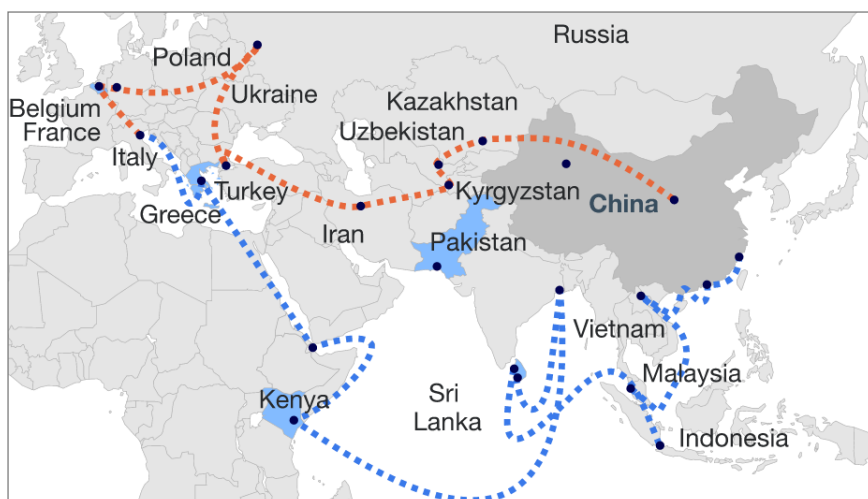 Russia
Poland
Ukraine
Kazakhstan
Belgium
France
Uzbekistan
Italy
Turkey
Kyrgyzstan
China
Greece
Iran
Pakistan
Vietnam
Malaysia
Kenya
Sri
Lanka
Indonesia